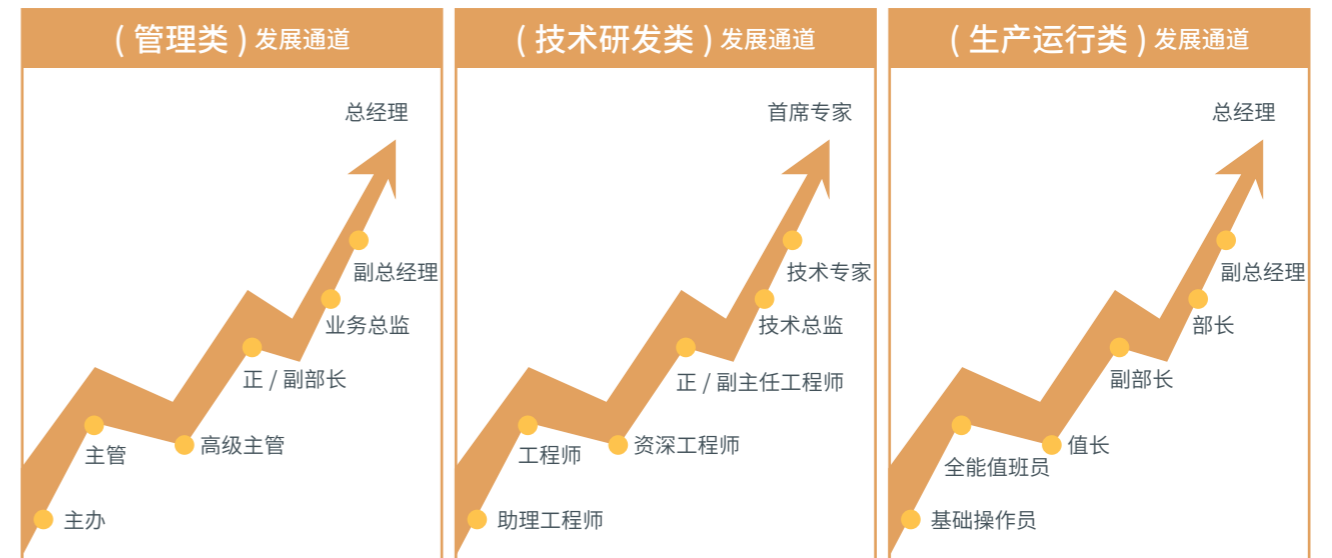 ( 管理类 ) 发展通道
总经理
副总经理
业务总监
正 / 副部长
高级主管
主管
主办
( 技术研发类 ) 发展通道
首席专家
技术专家
技术总监
正 / 副主任工程师
资深工程师
工程师
助理工程师
( 生产运行类 ) 发展通道
总经理
副总经理
部长
副部长
值长
全能值班员
基础操作员